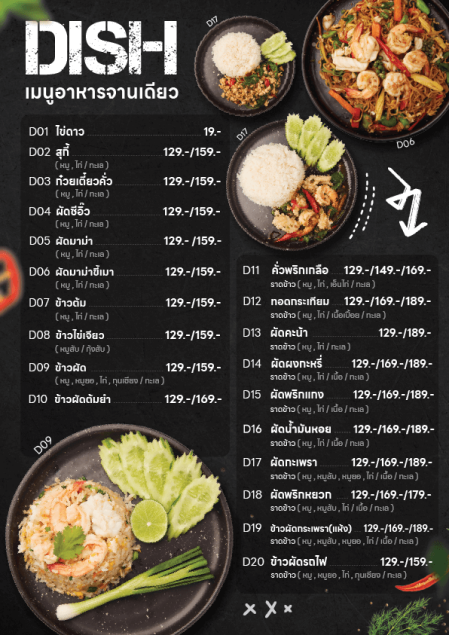 DISH
เมนูอาหารจานเดียว
D17
D06
D17
D01 ไข่ดาว 19.-
D02 สุกี้ 129.-/159.-
( หมู , ไก่ / ทะเล )
D03 ก๋วยเตี๋ยวคั่ว 129.-/159.-
( หมู , ไก่ / ทะเล )
D04 ผัดซีอิ๊ว 129.-/159.-
( หมู , ไก่ / ทะเล )
D05 ผัดมาม่า 129.- /159.-
( หมู , ไก่ / ทะเล )
D06 ผัดมาม่าขี้เมา 129.-/159.-
( หมู , ไก่ / ทะเล )
D07 ข้าวต้ม 129.-/159.-
( หมู , ไก่ / ทะเล )
D08 ข้าวไข่เจียว 129.-/159.-
( หมูสับ / กุ้งสับ )
D09 ข้าวผัด 129.-/159.-
( หมู , หมูยอ , ไก่ , กุนเชียง / ทะเล )
D10 ข้าวผัดต้มยำ 129.-/169.-
D09
D11 คั่วพริกเกลือ 129.-/149.-/169.-
ราดข้าว ( หมู , ไก่ , เอ็นไก่ / ทะเล )
D12 ทอดกระเทียม 129.-/169.-/189.-
ราดข้าว ( หมู , ไก่ / เนื้อเปื่อย / ทะเล )
D13 ผัดคะน้า 129.-/189.-
ราดข้าว ( หมู , ไก่ / ทะเล )
D14 ผัดผงกะหรี่ 129.-/169.-/189.-
ราดข้าว ( หมู , ไก่ / เนื้อ / ทะเล )
D15 ผัดพริกแกง 129.-/169.-/189.-
ราดข้าว ( หมู , ไก่ / เนื้อ / ทะเล )
D16 ผัดน้ำมันหอย 129.-/169.-/189.-
ราดข้าว ( หมู , ไก่ / เนื้อ / ทะเล )
D17 ผัดกะเพรา 129.-/169.-/189.-
ราดข้าว ( หมู , หมูสับ , หมูยอ , ไก่ / เนื้อ / ทะเล )
D18 ผัดพริกหยวก 129.-/169.-/179.-
ราดข้าว ( หมู , หมูสับ , ไก่ / เนื้อ / ทะเล )
D19 ข้าวผัดกระเพรา(แห้ง) 129.-/169.-/189.-
ราดข้าว ( หมู , หมูสับ , หมูยอ , ไก่ / เนื้อ / ทะเล )
D20 ข้าวผัดรถไฟ 129.-/159.-
ราดข้าว ( หมู , หมูยอ , ไก่ , กุนเชียง / ทะเล )